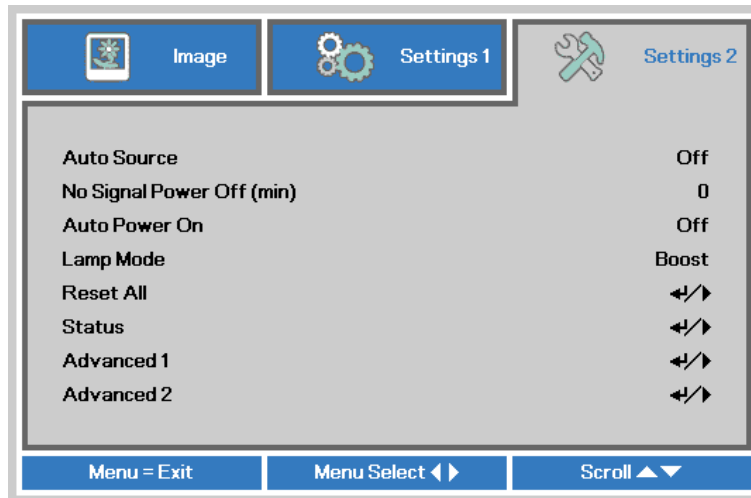 Image Settings 1 Settings 2
Auto Source Off
No Signal Power Off (min) 0
Auto Power On Off
Lamp Mode Boost
Reset All ↵/▶
Status ↵/▶
Advanced 1 ↵/▶
Advanced 2 ↵/▶
Menu = Exit Menu Select ◀▶ Scroll ▲▼